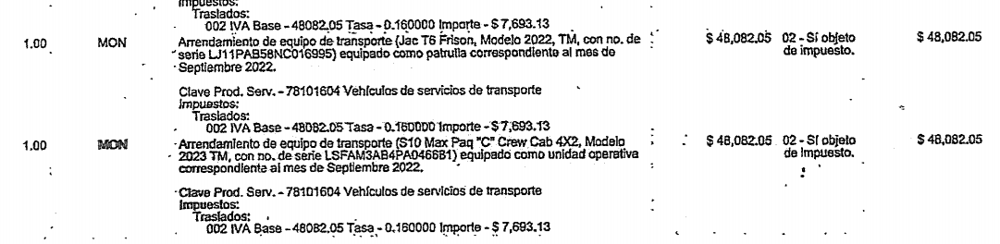 Impuestos:
Traslados:
002 IVA Base - 48082.05 Tasa - 0.160000 Importe - $ 7,693.13
1.00 MON Arrendamiento de equipo de transporte (Jac T6 Frison, Modelo 2022, TM, con no. de $ 48,082.05 02 - Sí objeto $ 48,082.05
serie LJ11PAB58NC016995) equipado como patrulla correspondiente al mes de de impuesto.
Septiembre 2022.
Clave Prod. Serv. - 78101604 Vehículos de servicios de transporte
Impuestos:
Traslados:
002 IVA Base - 48082.05 Tasa - 0.160000 Importe - $ 7,693.13
1.00 MON Arrendamiento de equipo de transporte (S10 Max Paq "C" Crew Cab 4X2, Modelo $ 48,082.05 02 - Sí objeto $ 48,082.05
2023 TM, con no. de serie LSFAM3AB4PA046681) equipado como unidad operativa de impuesto.
correspondiente al mes de Septiembre 2022.
Clave Prod. Serv. - 78101604 Vehículos de servicios de transporte
Impuestos:
Traslados:
002 IVA Base - 48082.05 Tasa - 0.160000 Importe - $ 7,693.13